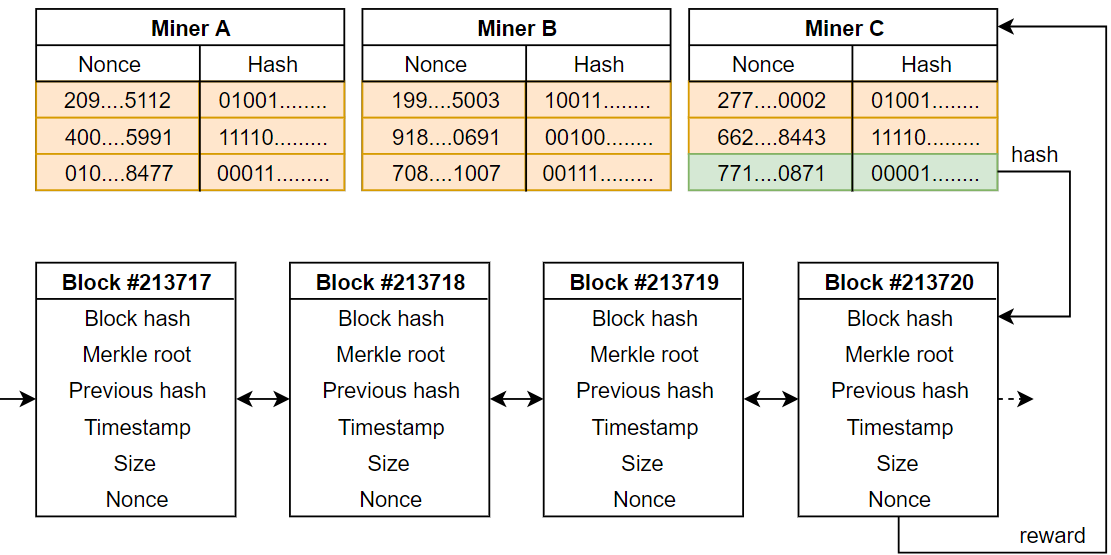 Miner A
Nonce Hash
209....5112 01001........
400....5991 11110.........
010....8477 00011.........
Miner B
Nonce Hash
199....5003 10011........
918....0691 00100........
708....1007 00111........
Miner C
Nonce Hash
277....0002 01001........
662....8443 11110.........
771....0871 00001........
hash
Block #213717
Block hash
Merkle root
Previous hash
Timestamp
Size
Nonce
Block #213718
Block hash
Merkle root
Previous hash
Timestamp
Size
Nonce
Block #213719
Block hash
Merkle root
Previous hash
Timestamp
Size
Nonce
Block #213720
Block hash
Merkle root
Previous hash
Timestamp
Size
Nonce
reward